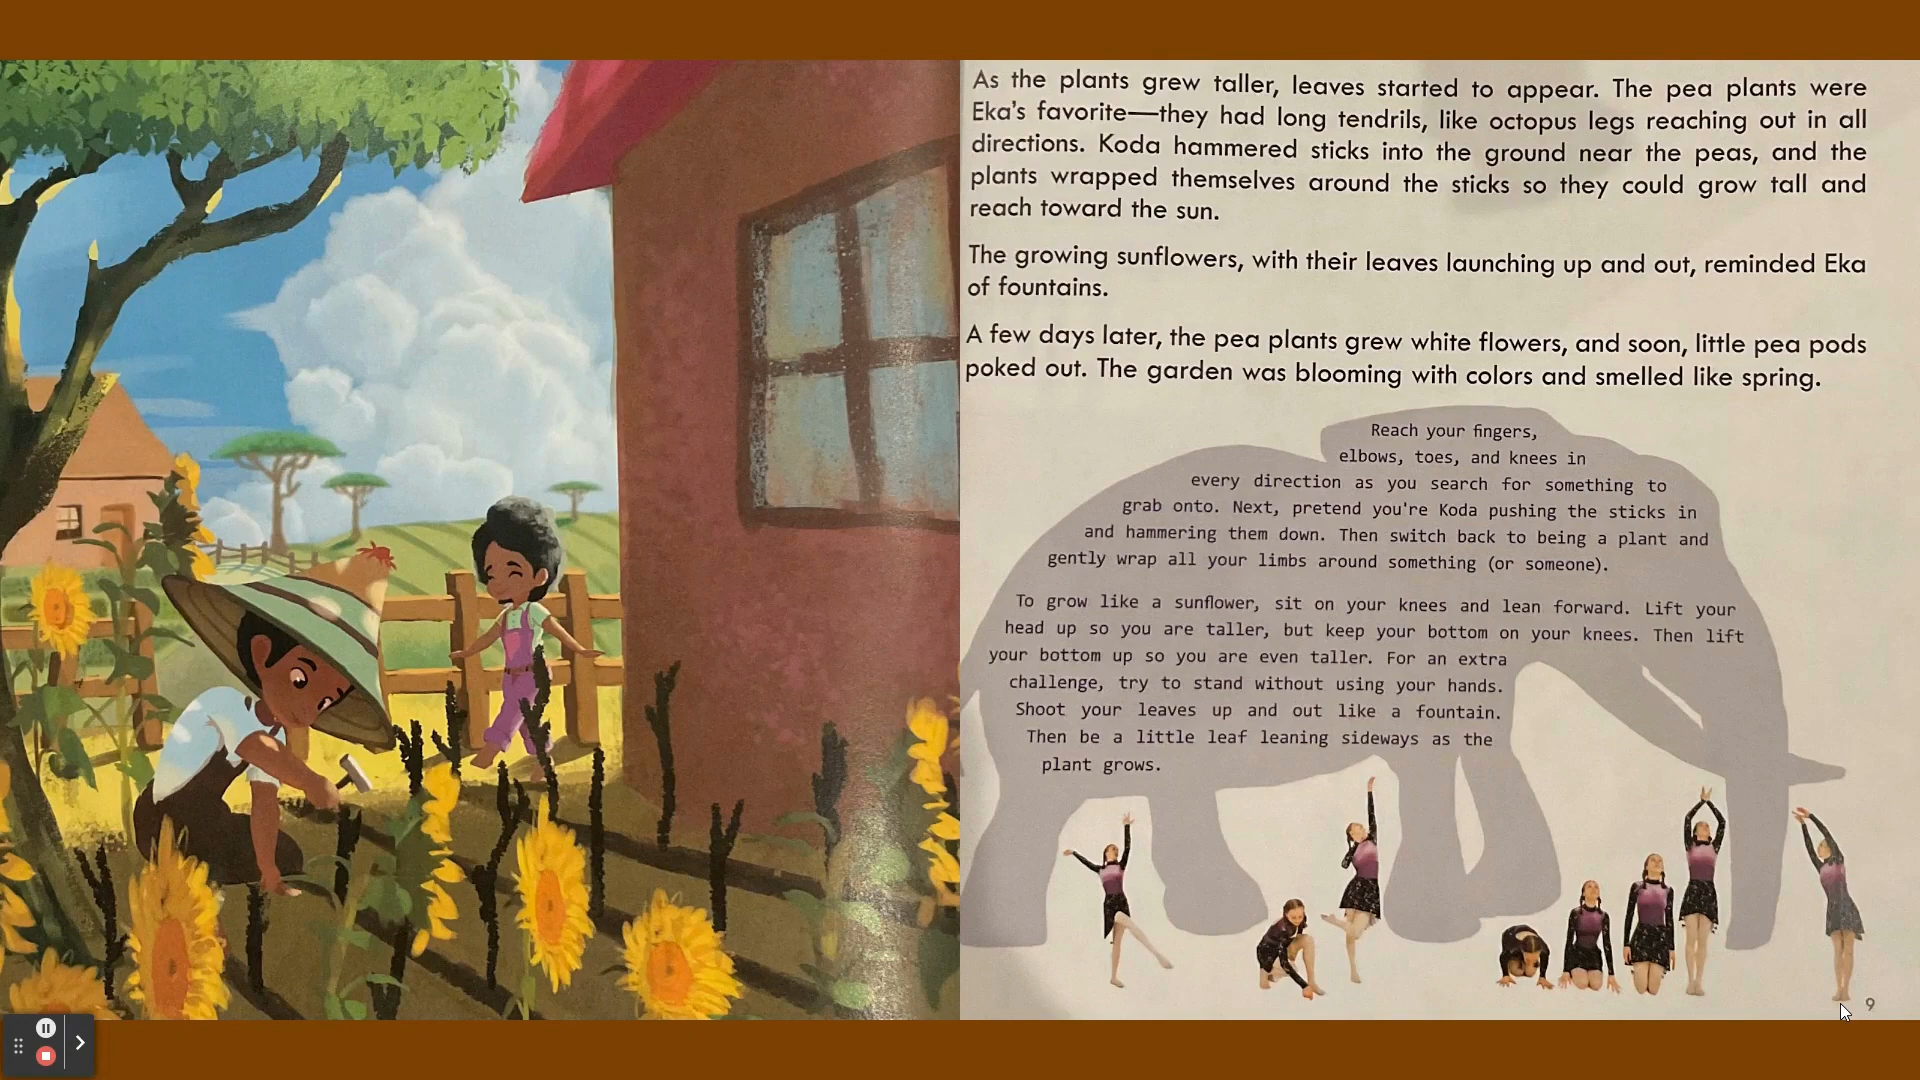 As the plants grew taller, leaves started to appear. The pea plants were
Eka's favorite—they had long tendrils, like octopus legs reaching out in all
directions. Koda hammered sticks into the ground near the peas, and the
plants wrapped themselves around the sticks so they could grow tall and
reach toward the sun.
The growing sunflowers, with their leaves launching up and out, reminded Eka
of fountains.
A few days later, the pea plants grew white flowers, and soon, little pea pods
poked out. The garden was blooming with colors and smelled like spring.
Reach your fingers,
elbows, toes, and knees in
every direction as you search for something to
grab onto. Next, pretend you're Koda pushing the sticks in
and hammering them down. Then switch back to being a plant and
gently wrap all your limbs around something (or someone).
To grow like a sunflower, sit on your knees and lean forward. Lift your
head up so you are taller, but keep your bottom on your knees. Then lift
your bottom up so you are even taller. For an extra
challenge, try to stand without using your hands.
Shoot your leaves up and out like a fountain.
Then be a little leaf leaning sideways as the
plant grows.
9